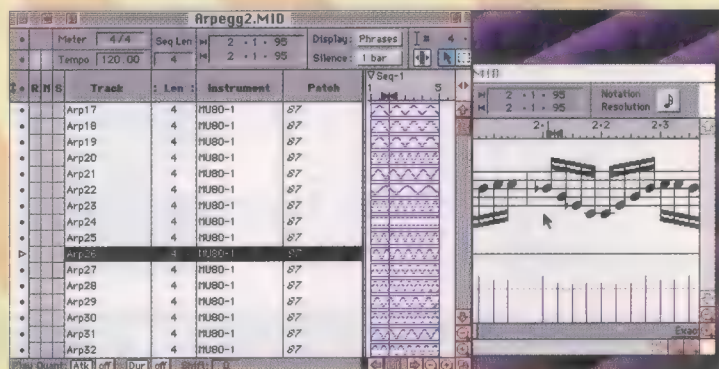 Arpegg2.MID
Meter 4/4 Seq Len 2 · 1 · 95 Display: Phrases 4
Tempo 120.00 4 2 · 1 · 95 Silence: 1 bar
R M S Track Len Instrument Patch Seq-1
1 5
Arp17 4 MU80-1 87
Arp18 4 MU80-1 87
Arp19 4 MU80-1 87
Arp20 4 MU80-1 87
Arp21 4 MU80-1 87
Arp22 4 MU80-1 87
Arp23 4 MU80-1 87
Arp24 4 MU80-1 87
Arp25 4 MU80-1 87
Arp26 4 MU80-1 87
Arp27 4 MU80-1 87
Arp28 4 MU80-1 87
Arp29 4 MU80-1 87
Arp30 4 MU80-1 87
Arp31 4 MU80-1 87
Arp32 4 MU80-1 87
Play Quant: Atk off Dur off Shift: 0
2 · 1 · 95 Notation
2 · 1 · 95 Resolution
2·1 2·2 2·3